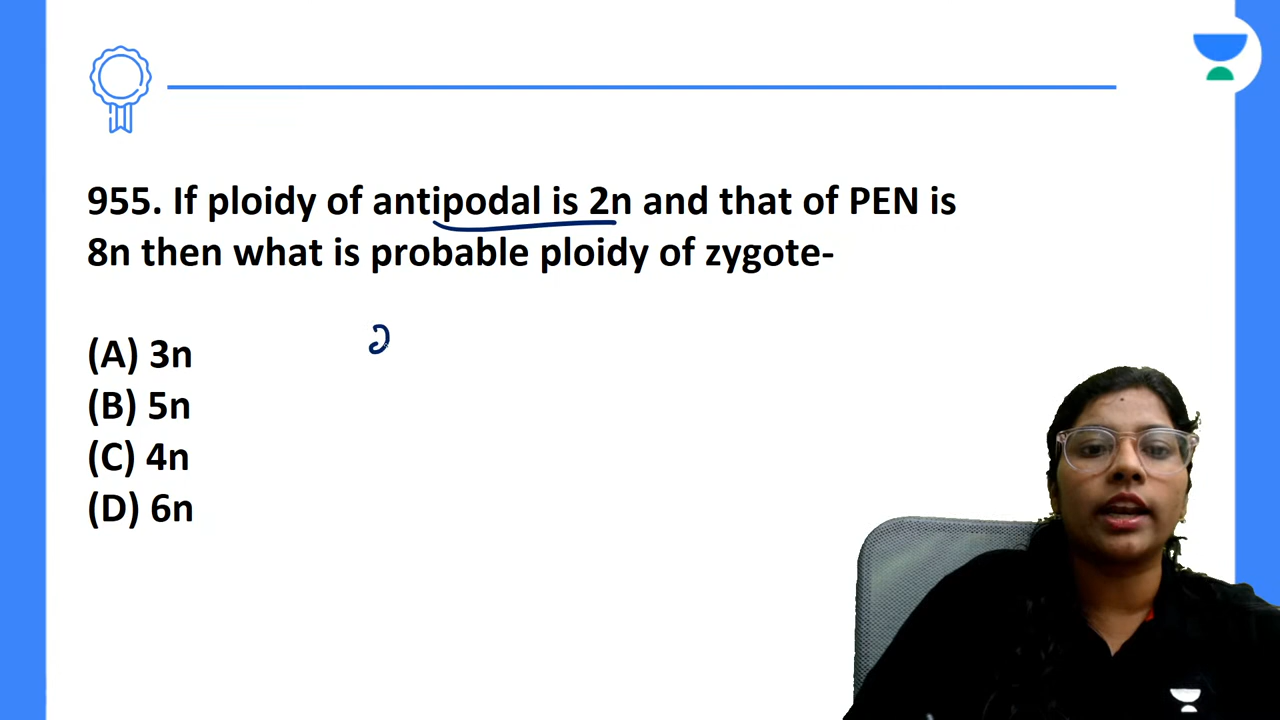 955. If ploidy of antipodal is 2n and that of PEN is
8n then what is probable ploidy of zygote-
(A) 3n
(B) 5n
(C) 4n
(D) 6n